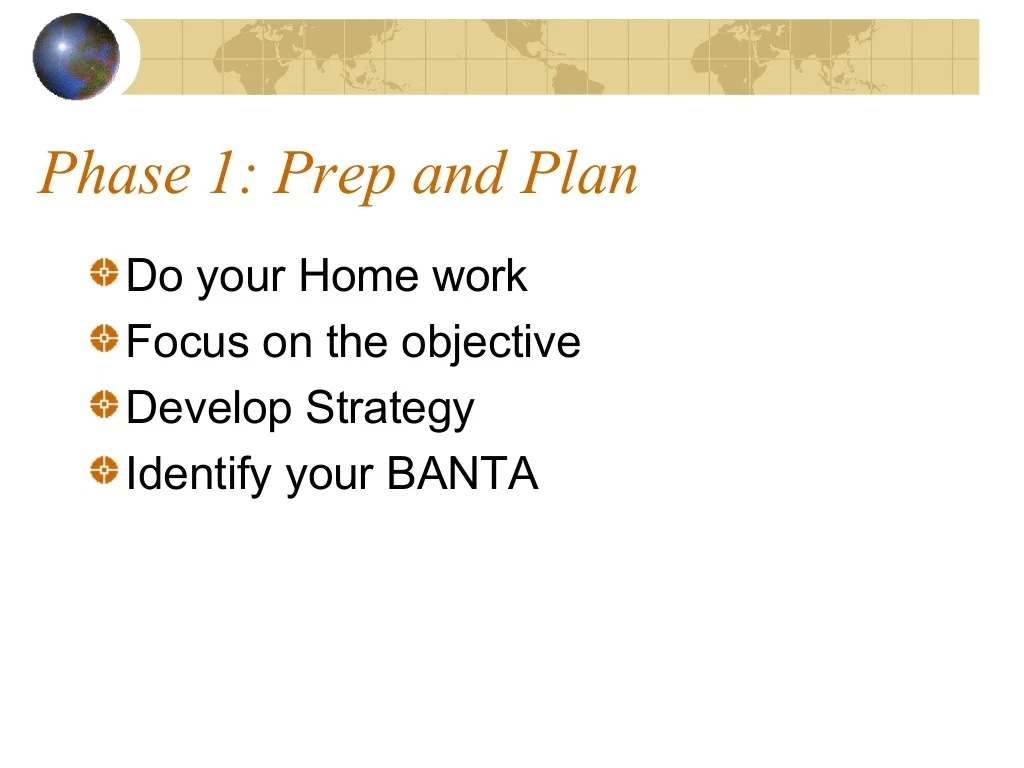 Phase 1: Prep and Plan
Do your Home work
Focus on the objective
Develop Strategy
Identify your BANTA